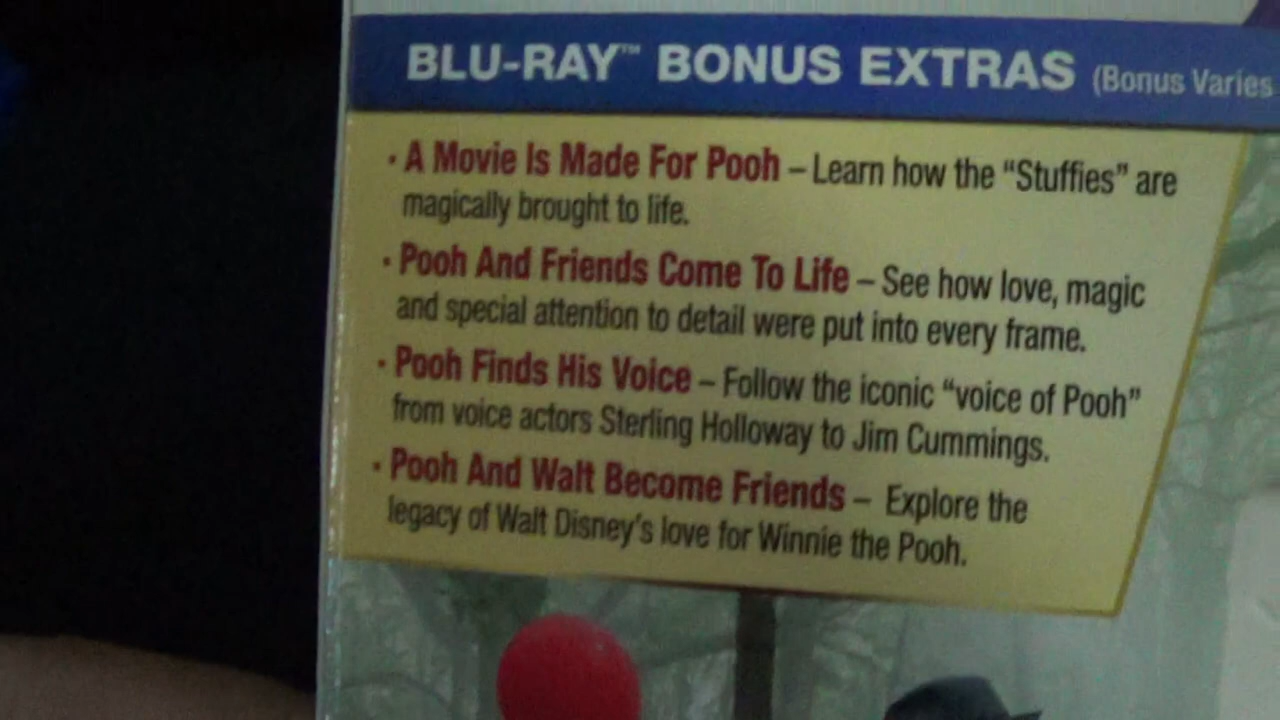 BLU-RAY™ BONUS EXTRAS (Bonus Varies
· A Movie Is Made For Pooh – Learn how the "Stuffies" are
magically brought to life.
· Pooh And Friends Come To Life – See how love, magic
and special attention to detail were put into every frame.
· Pooh Finds His Voice – Follow the iconic "voice of Pooh"
from voice actors Sterling Holloway to Jim Cummings.
· Pooh And Walt Become Friends – Explore the
legacy of Walt Disney's love for Winnie the Pooh.